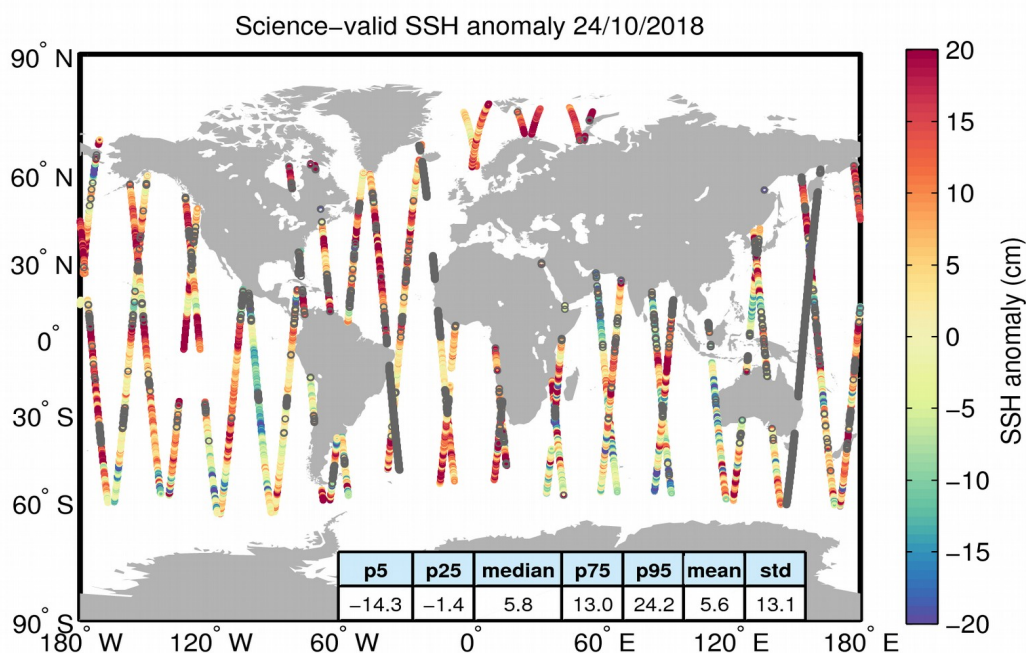 Science−valid SSH anomaly 24/10/2018
90° N
60° N
30° N
0°
30° S
60° S
90° S
180° W
120° W
60° W
0°
60° E
120° E
180° E
p5 p25 median p75 p95 mean std
−14.3 −1.4 5.8 13.0 24.2 5.6 13.1
20
15
10
5
0
−5
−10
−15
−20
SSH anomaly (cm)